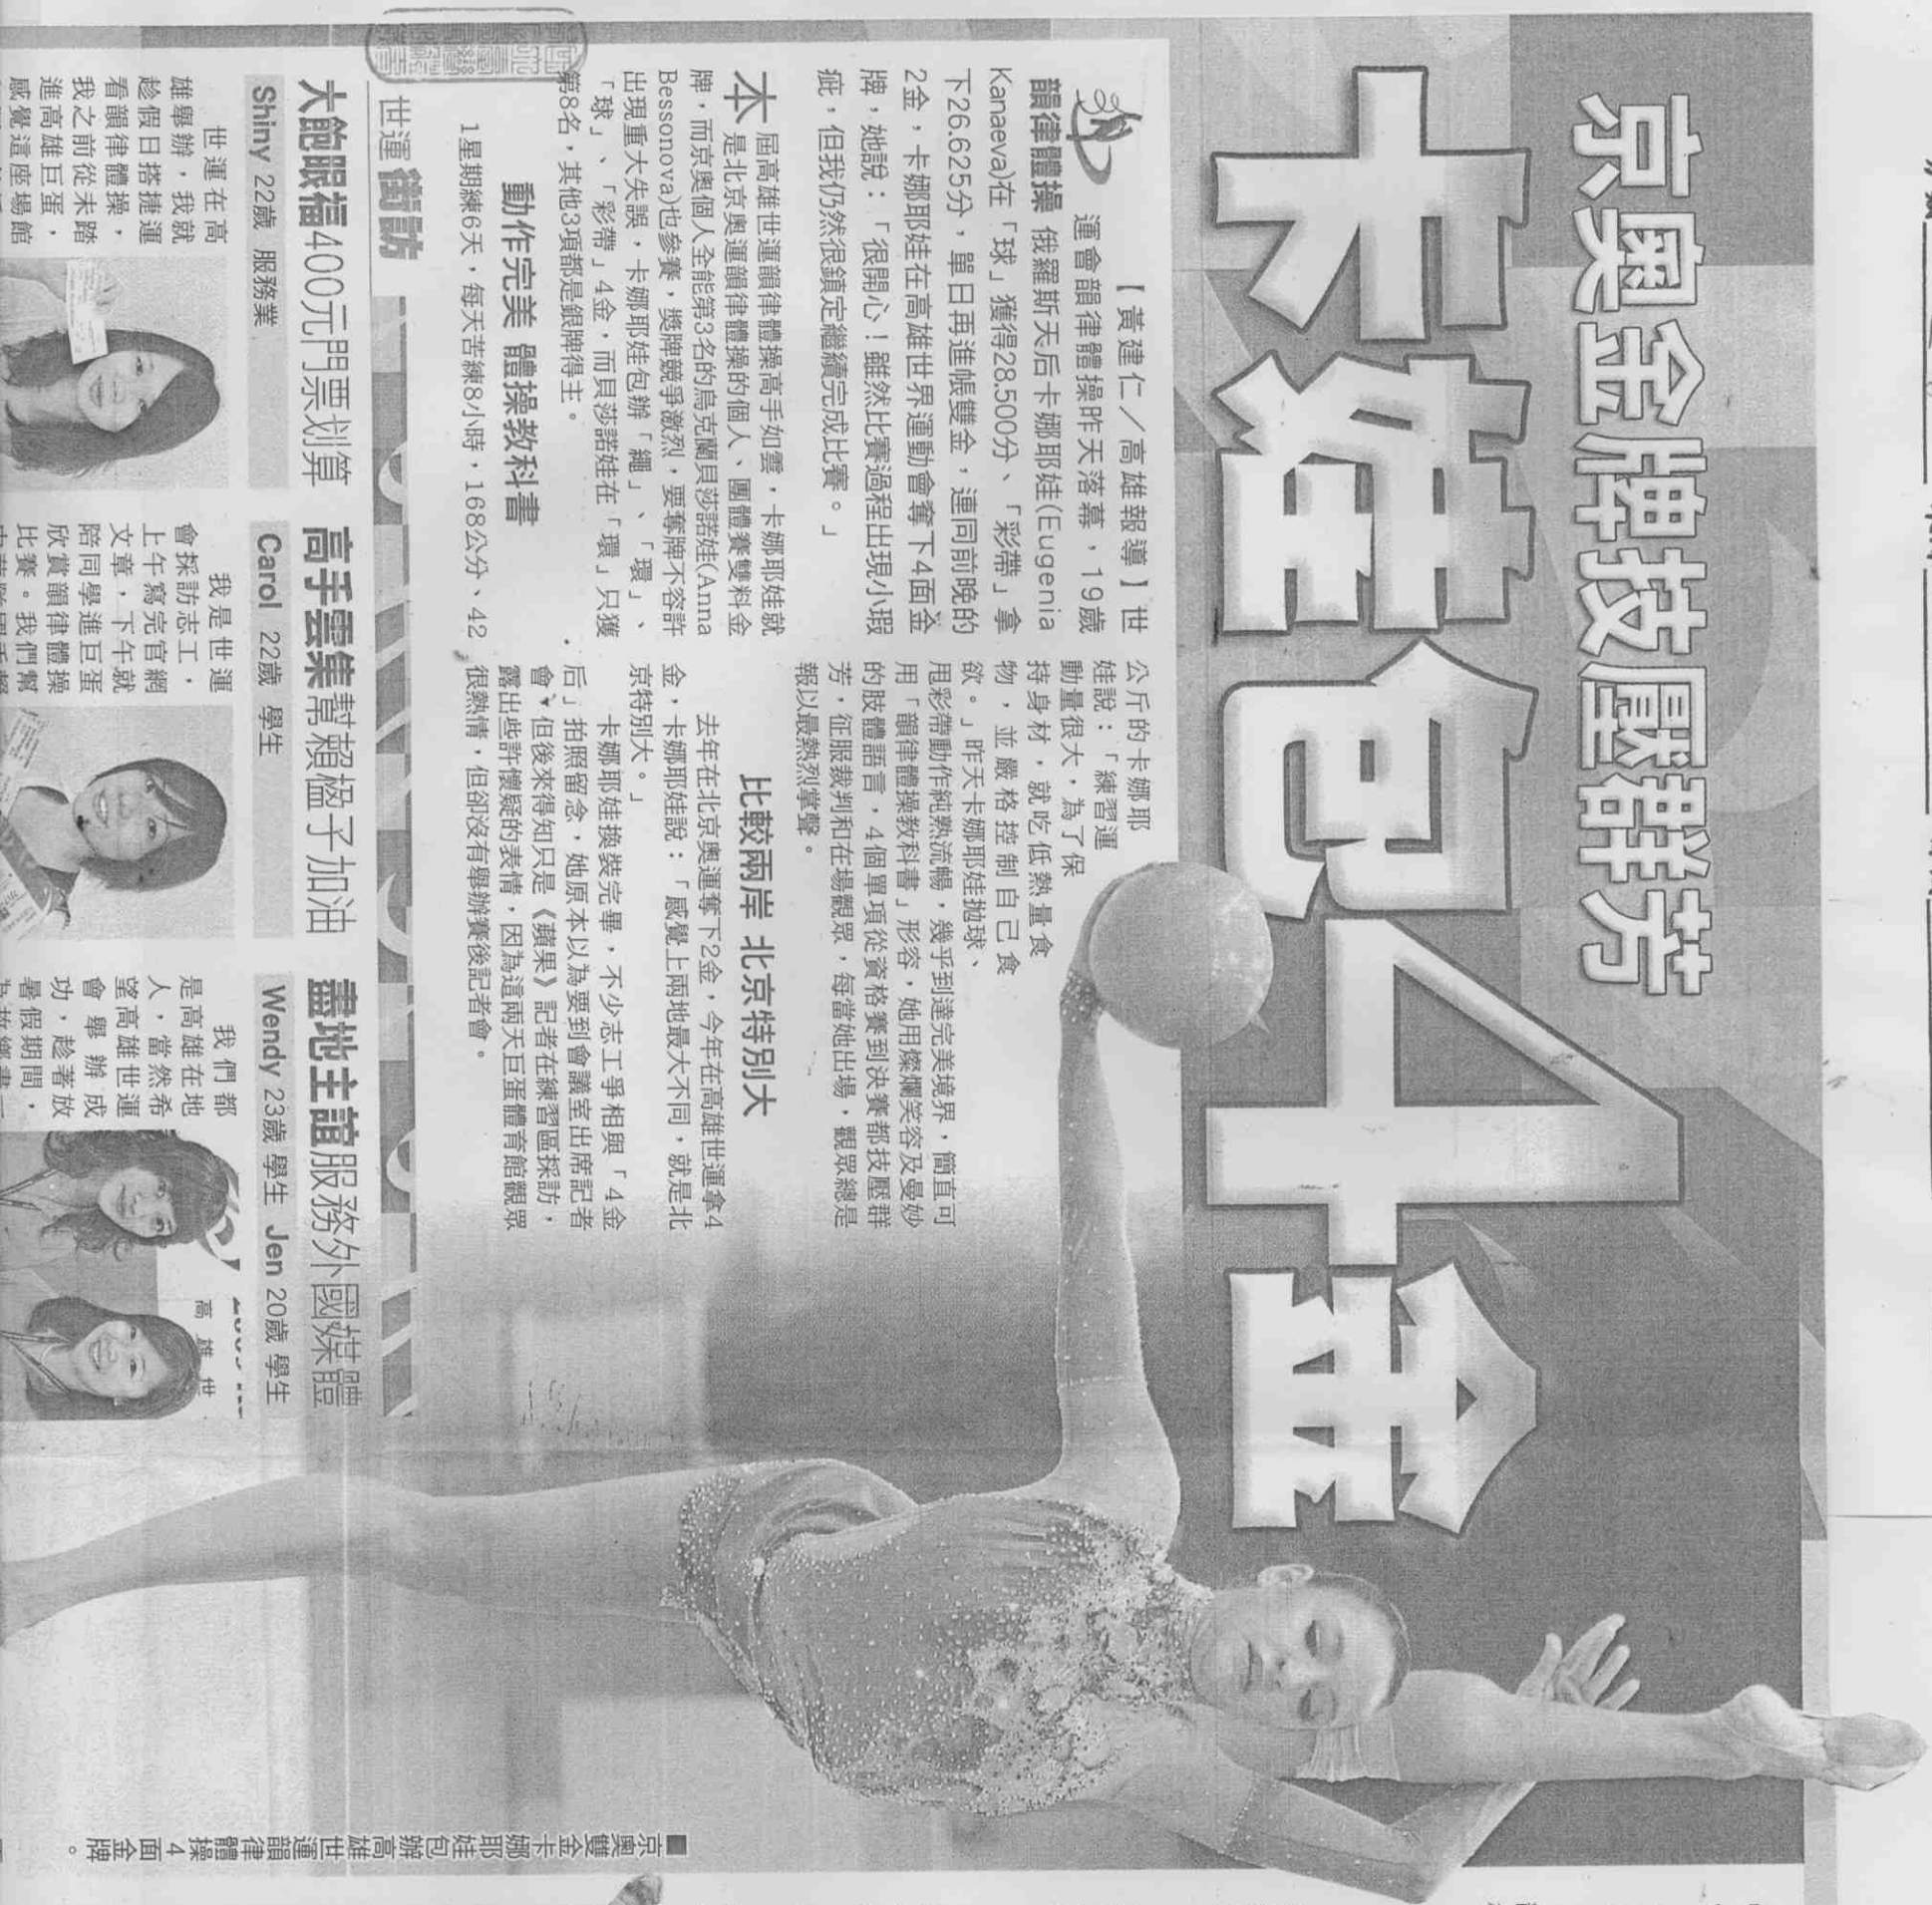 京奧金牌技壓群芳
卡娃包4金
【黃建仁／高雄報導】世
運會韻律體操昨天落幕，19歲
韻律體操 俄羅斯天后卡娜耶娃(Eugenia
Kanaeva)在「球」獲得28.500分、「彩帶」拿
下26.625分，單日再進帳雙金，連同前晚的
2金，卡娜耶娃在高雄世界運動會奪下4面金
牌，她說：「很開心！雖然比賽過程出現小瑕
疵，但我仍然很鎮定繼續完成比賽。」
本屆高雄世運韻律體操高手如雲，卡娜耶娃就
是北京奧運韻律體操的個人、團體賽雙料金
牌，而京奧個人全能第3名的烏克蘭貝莎諾娃(Anna
Bessonova)也參賽，獎牌競爭激烈，要奪牌不容許
出現重大失誤，卡娜耶娃包辦「繩」、「環」、
「球」、「彩帶」4金，而貝莎諾娃在「環」只獲
第8名，其他3項都是銀牌得主。
動作完美 體操教科書
1星期練6天，每天苦練8小時，168公分、42
公斤的卡娜耶
娃說：「練習運
動量很大，為了保
持身材，就吃低熱量食
物，並嚴格控制自己食
欲。」昨天卡娜耶娃拋球、
甩彩帶動作純熟流暢，幾乎到達完美境界，簡直可
用「韻律體操教科書」形容，她用燦爛笑容及曼妙
的肢體語言，4個單項從資格賽到決賽都技壓群
芳，征服裁判和在場觀眾，每當她出場，觀眾總是
報以最熱烈掌聲。
比較兩岸 北京特別大
去年在北京奧運奪下2金，今年在高雄世運拿4
金，卡娜耶娃說：「感覺上兩地最大不同，就是北
京特別大。」
卡娜耶娃換裝完畢，不少志工爭相與「4金
后」拍照留念，她原本以為要到會議室出席記者
會，但後來得知只是《蘋果》記者在練習區採訪，
露出些許懷疑的表情，因為這兩天巨蛋體育館觀眾
很熱情，但卻沒有舉辦賽後記者會。
■京奧雙金卡娜耶娃包辦高雄世運韻律體操4面金牌。
世運 街訪
大飽眼福400元門票划算
Shiny 22歲 服務業
世運在高
雄舉辦，我就
趁假日搭捷運
看韻律體操，
我之前從未踏
進高雄巨蛋，
感覺這座場館
高手雲集幫賴楹子加油
Carol 22歲 學生
我是世運
會採訪志工，
上午寫完官網
文章，下午就
陪同學進巨蛋
欣賞韻律體操
比賽。我們幫
盡地主誼服務外國媒體
Wendy 23歲 學生 Jen 20歲 學生
我們都
是高雄在地
人，當然希
望高雄世運
會舉辦成
功，趁著放
暑假期間，
高雄世